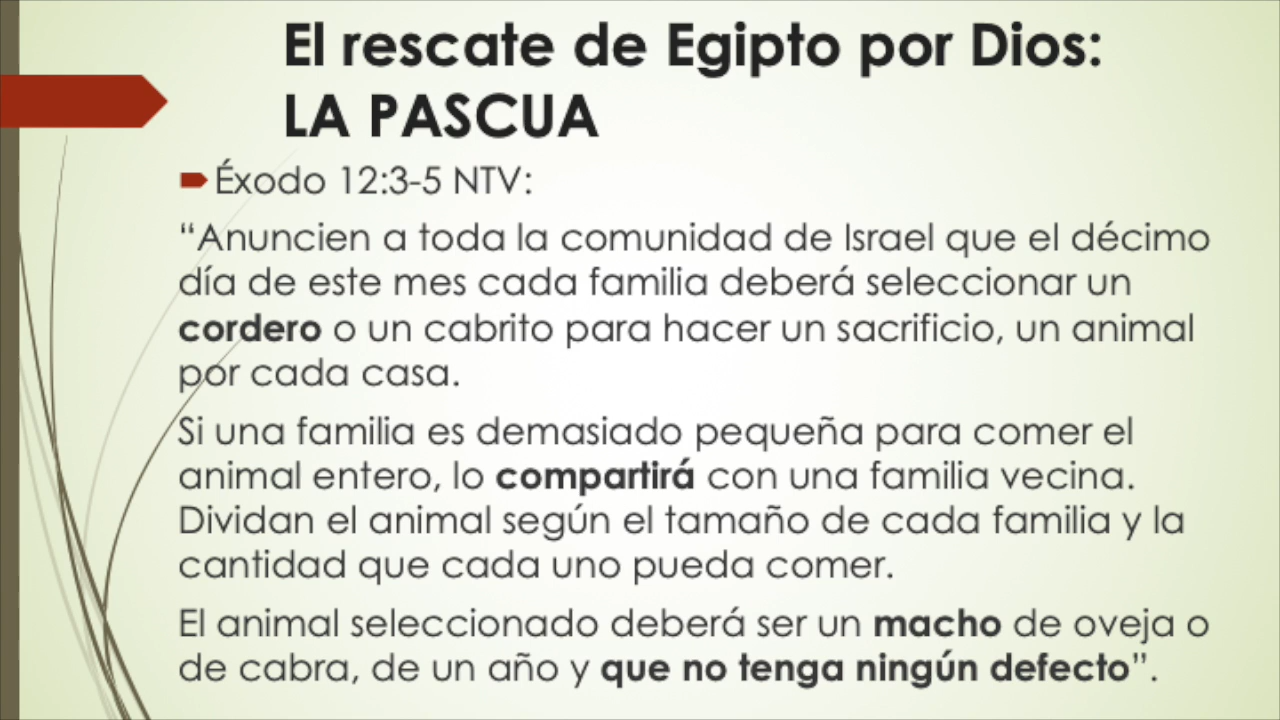 El rescate de Egipto por Dios:
LA PASCUA
Éxodo 12:3-5 NTV:
“Anuncien a toda la comunidad de Israel que el décimo
día de este mes cada familia deberá seleccionar un
cordero o un cabrito para hacer un sacrificio, un animal
por cada casa.
Si una familia es demasiado pequeña para comer el
animal entero, lo compartirá con una familia vecina.
Dividan el animal según el tamaño de cada familia y la
cantidad que cada uno pueda comer.
El animal seleccionado deberá ser un macho de oveja o
de cabra, de un año y que no tenga ningún defecto”.